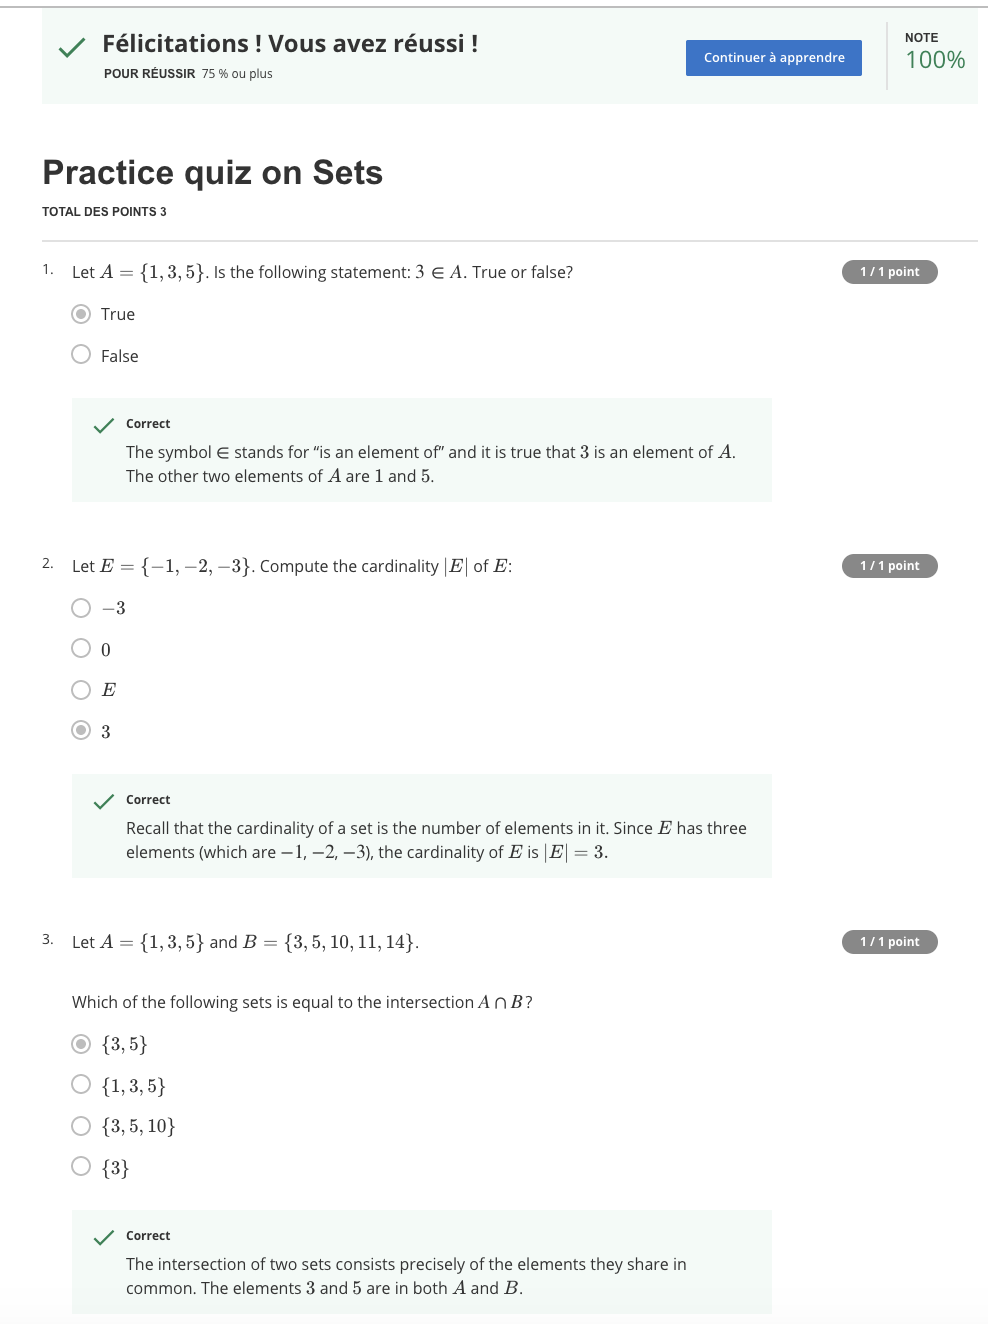 Félicitations ! Vous avez réussi !
POUR RÉUSSIR 75 % ou plus
Continuer à apprendre
NOTE
100%
Practice quiz on Sets
TOTAL DES POINTS 3
1. Let A = {1, 3, 5}. Is the following statement: 3 ∈ A. True or false?
1 / 1 point
True
False
Correct
The symbol ∈ stands for “is an element of” and it is true that 3 is an element of A.
The other two elements of A are 1 and 5.
2. Let E = {−1, −2, −3}. Compute the cardinality |E| of E:
1 / 1 point
−3
0
E
3
Correct
Recall that the cardinality of a set is the number of elements in it. Since E has three
elements (which are −1, −2, −3), the cardinality of E is |E| = 3.
3. Let A = {1, 3, 5} and B = {3, 5, 10, 11, 14}.
1 / 1 point
Which of the following sets is equal to the intersection A ∩ B?
{3, 5}
{1, 3, 5}
{3, 5, 10}
{3}
Correct
The intersection of two sets consists precisely of the elements they share in
common. The elements 3 and 5 are in both A and B.